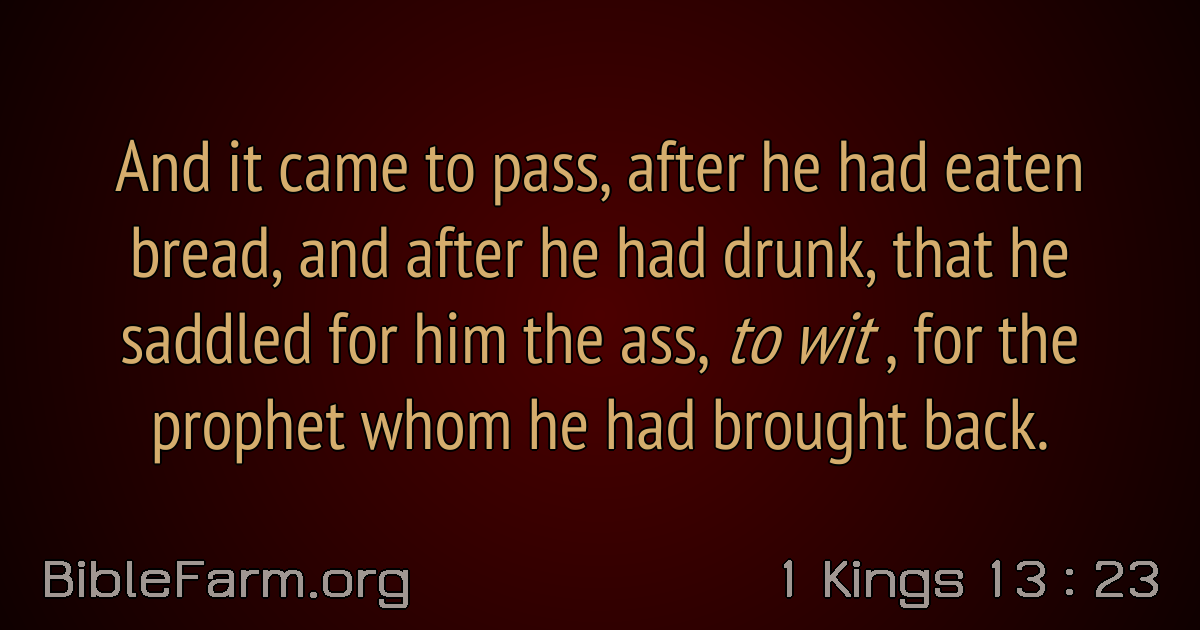 And it came to pass, after he had eaten
bread, and after he had drunk, that he
saddled for him the ass, to wit , for the
prophet whom he had brought back.
BibleFarm.org
1 Kings 13 : 23